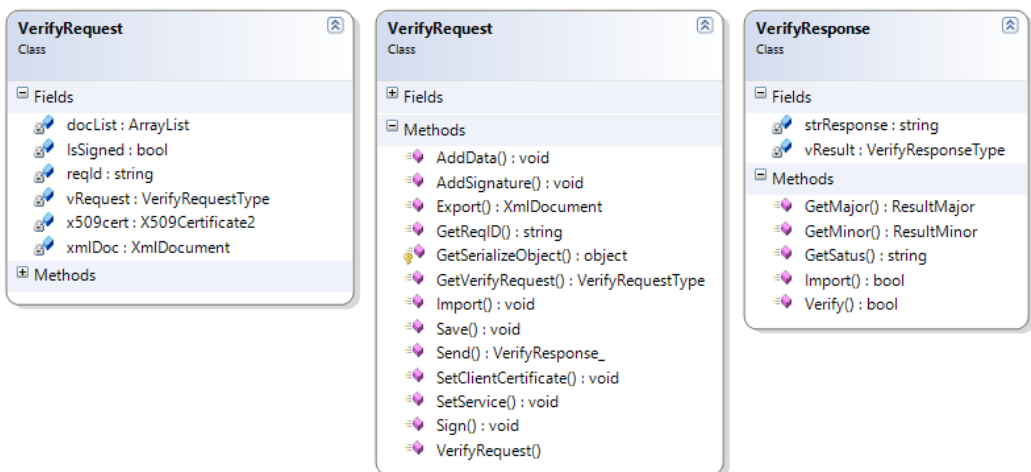 VerifyRequest
Class
Fields
docList : ArrayList
IsSigned : bool
reqId : string
vRequest : VerifyRequestType
x509cert : X509Certificate2
xmlDoc : XmlDocument
Methods
VerifyRequest
Class
Fields
Methods
AddData() : void
AddSignature() : void
Export() : XmlDocument
GetReqID() : string
GetSerializeObject() : object
GetVerifyRequest() : VerifyRequestType
Import() : void
Save() : void
Send() : VerifyResponse_
SetClientCertificate() : void
SetService() : void
Sign() : void
VerifyRequest()
VerifyResponse
Class
Fields
strResponse : string
vResult : VerifyResponseType
Methods
GetMajor() : ResultMajor
GetMinor() : ResultMinor
GetSatus() : string
Import() : bool
Verify() : bool